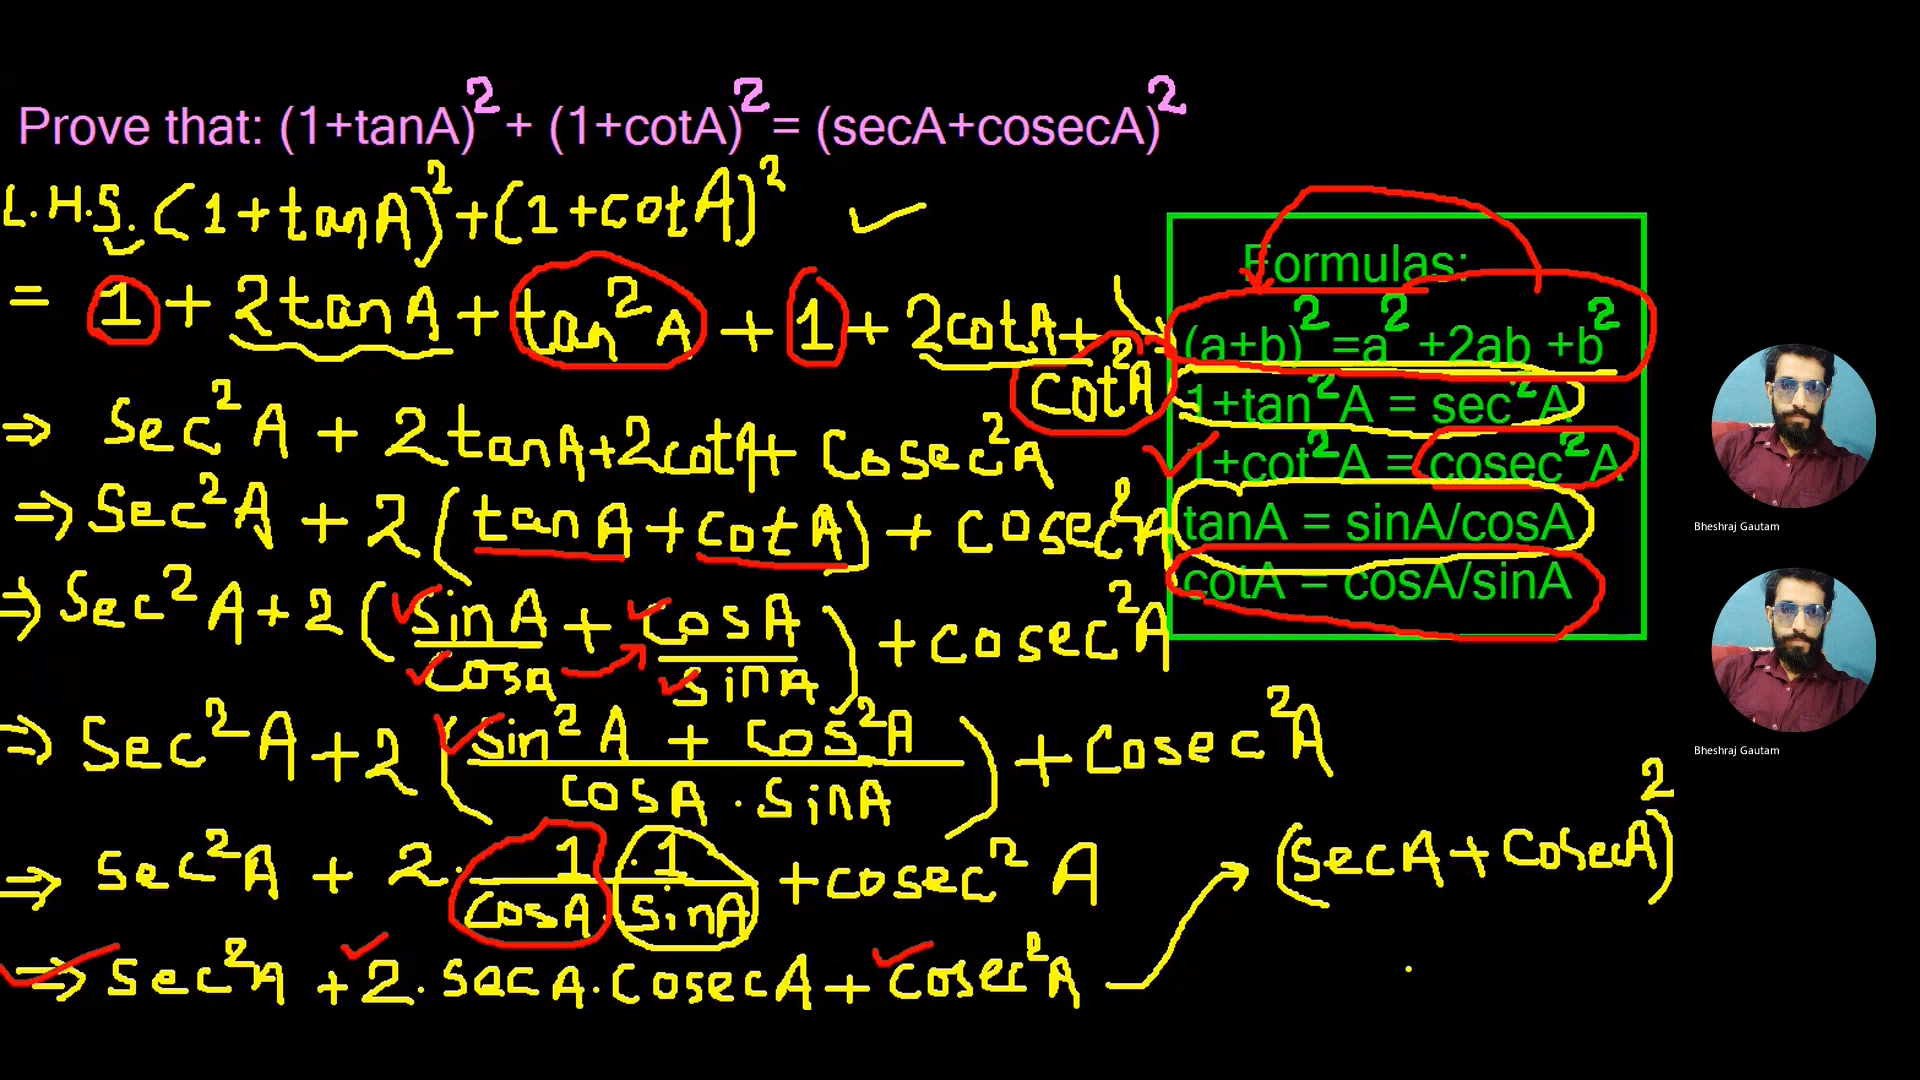 Prove that: (1+tanA)² + (1+cotA)² = (secA+cosecA)²
L.H.S. (1+tanA)²+(1+cotA)²
= 1 + 2tanA + tan²A + 1 + 2cotA+
cot²A
⇒ Sec²A + 2tanA+2cotA+ Cosec²A
⇒ Sec²A + 2(tanA+cotA) + cosec²A
⇒ Sec²A+2(sinA/cosA + cosA/sinA) + cosec²A
⇒ Sec²A+2(sin²A + cos²A/cosA . sinA) + Cosec²A
⇒ sec²A + 2. 1/cosA . 1/sinA + cosec²A
⇒ sec²A + 2. secA. CosecA + cosec²A
(secA + CosecA)²
Formulas:
(a+b)² =a² +2ab +b²
1+tan²A = sec²A
1+cot²A = cosec²A
tanA = sinA/cosA
cotA = cosA/sinA
Bheshraj Gautam
Bheshraj Gautam